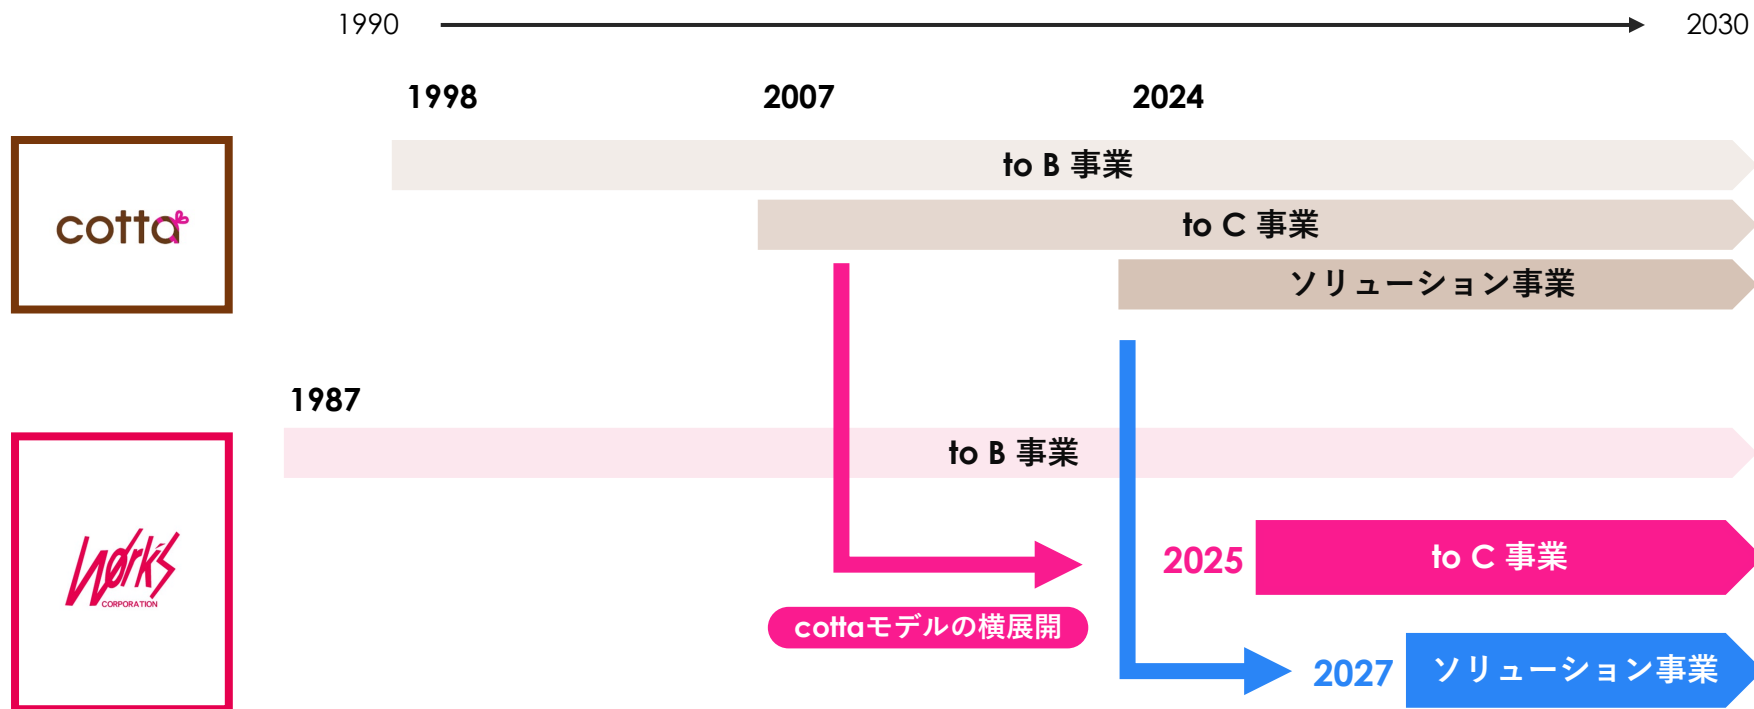 1990 2030
1998 2007 2024
to B 事業
cotta
to C 事業
ソリューション事業
1987
to B 事業
Work's
CORPORATION
2025 to C 事業
cottaモデルの横展開
2027 ソリューション事業